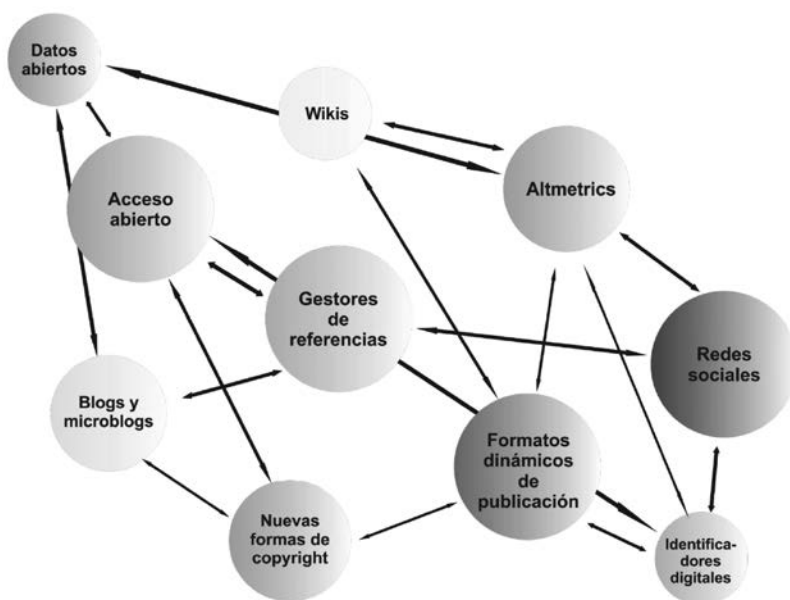 Datos
abiertos
Wikis
Acceso
abierto
Altmetrics
Gestores
de
referencias
Redes
sociales
Blogs y
microblogs
Formatos
dinámicos
de
publicación
Nuevas
formas de
copyright
Identifica-
dores
digitales